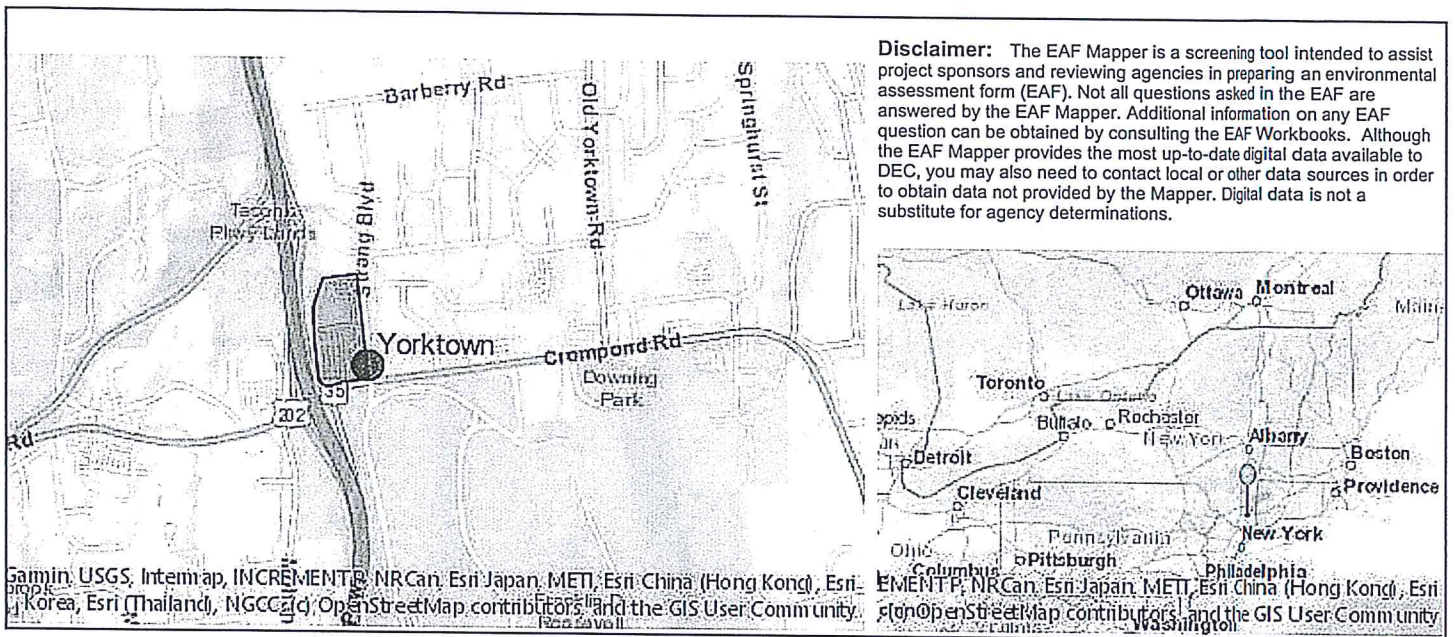 Disclaimer: The EAF Mapper is a screening tool intended to assist
project sponsors and reviewing agencies in preparing an environmental
assessment form (EAF). Not all questions asked in the EAF are
answered by the EAF Mapper. Additional information on any EAF
question can be obtained by consulting the EAF Workbooks. Although
the EAF Mapper provides the most up-to-date digital data available to
DEC, you may also need to contact local or other data sources in order
to obtain data not provided by the Mapper. Digital data is not a
substitute for agency determinations.
Barberry Rd
Old Yorktown Rd
Springhurst St
Strang Blvd
Taconic
Pkwy Lands
Yorktown
Crompond Rd
Downing
Park
35
202
Rd
Garmin, USGS, Intermap, INCREMENT P, NRCan, Esri Japan, METI, Esri China (Hong Kong), Esri
Korea, Esri (Thailand), NGCC, (c) OpenStreetMap contributors, and the GIS User Community
Ottawa
Montreal
Lake Huron
Main
Toronto
Lake Ontario
apids
Buffalo
Rochester
New York
Albany
Detroit
Boston
Providence
Cleveland
New York
Pennsylvania
Ohio
Pittsburgh
Columbus
Philadelphia
EMENT P, NRCan, Esri Japan, METI, Esri China (Hong Kong), Esri
OpenStreetMap contributors, and the GIS User Community
Washington